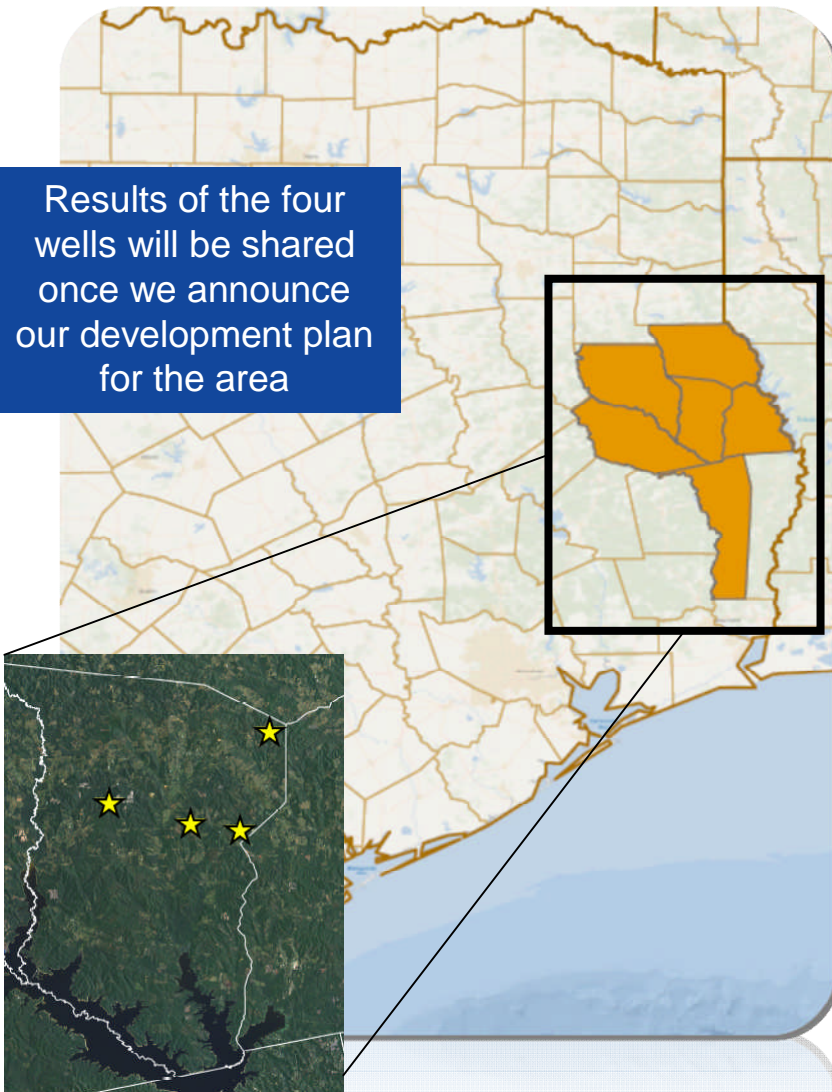 Results of the four
wells will be shared
once we announce
our development plan
for the area